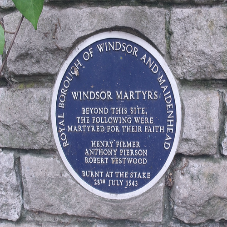 ROYAL BOROUGH OF WINDSOR AND MAIDENHEAD
WINDSOR MARTYRS
BEYOND THIS SITE,
THE FOLLOWING WERE
MARTYRED FOR THEIR FAITH
HENRY FILMER
ANTHONY PIERSON
ROBERT TESTWOOD
BURNT AT THE STAKE
28TH JULY 1543